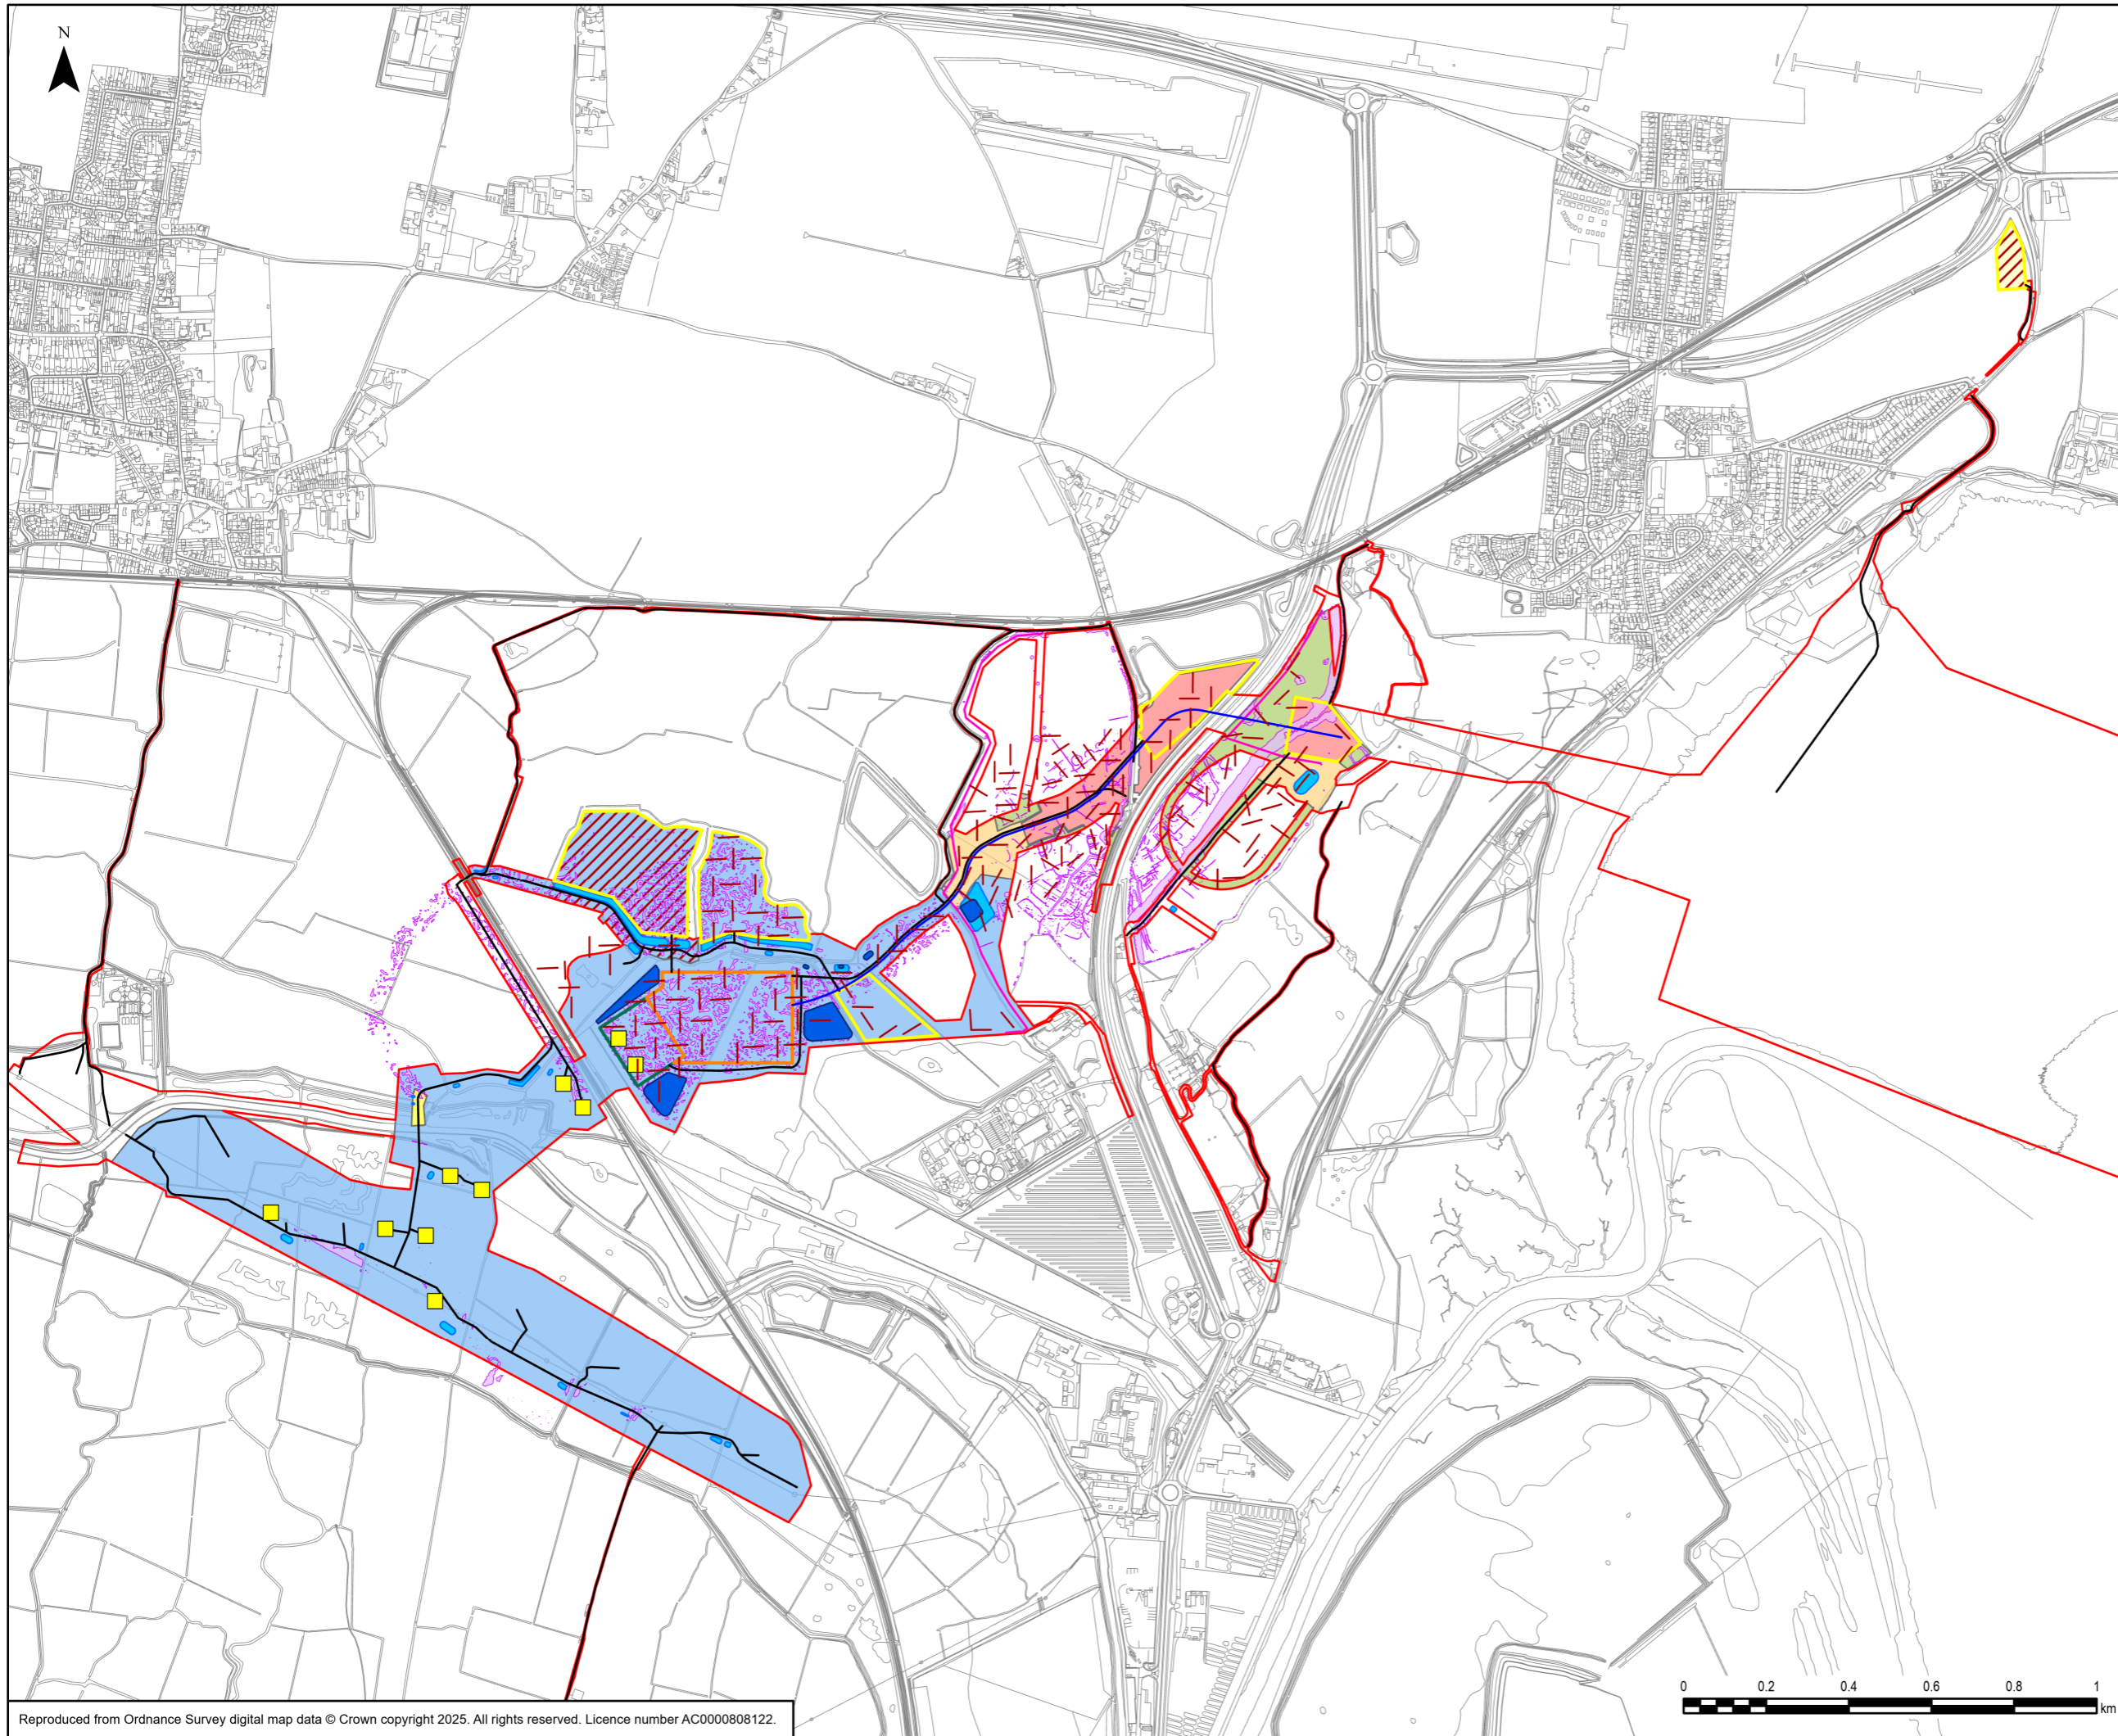 N
0 0.2 0.4 0.6 0.8 1
km
Reproduced from Ordnance Survey digital map data © Crown copyright 2025. All rights reserved. Licence number AC0000808122.